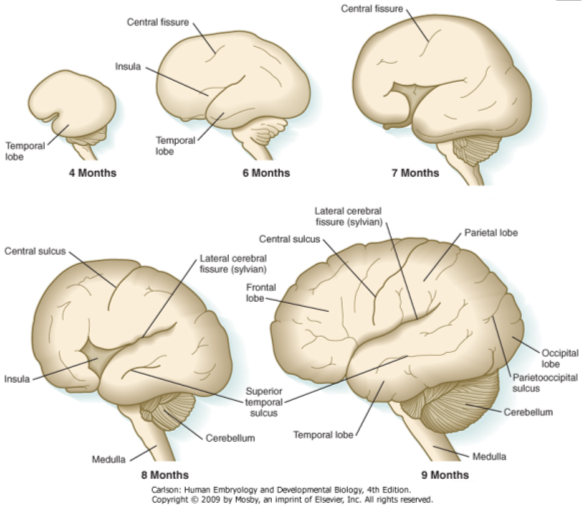 Central fissure
Insula
Temporal
lobe
4 Months
Temporal
lobe
6 Months
Central fissure
7 Months
Central sulcus
Lateral cerebral
fissure (sylvian)
Insula
Superior
temporal
sulcus
Cerebellum
Medulla
8 Months
Lateral cerebral
fissure (sylvian)
Central sulcus
Parietal lobe
Frontal
lobe
Occipital
lobe
Parietooccipital
sulcus
Cerebellum
Temporal lobe
Medulla
9 Months
Carlson: Human Embryology and Developmental Biology, 4th Edition.
Copyright © 2009 by Mosby, an imprint of Elsevier, Inc. All rights reserved.